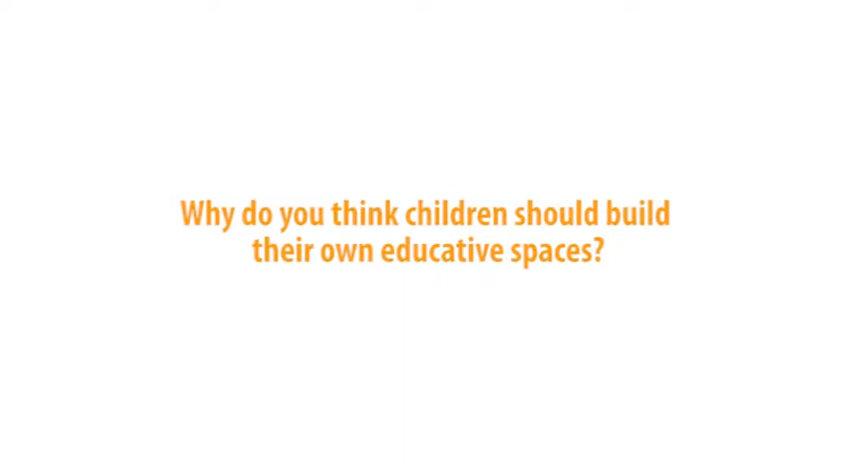 Why do you think children should build
their own educative spaces?